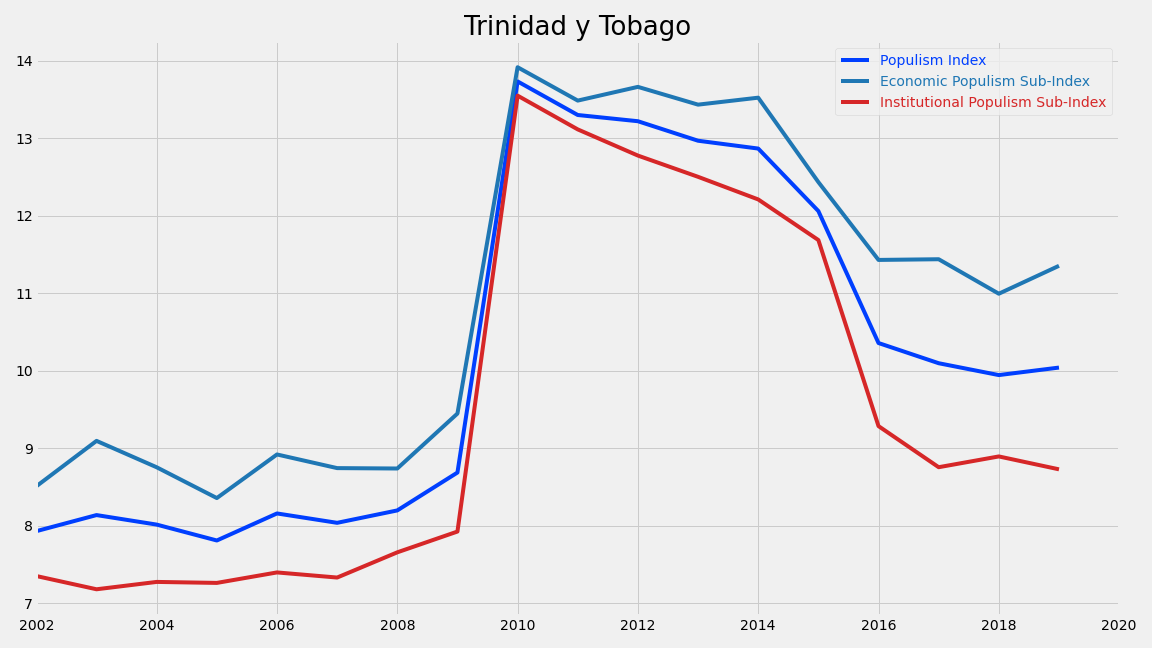 Trinidad y Tobago
Populism Index
Economic Populism Sub-Index
Institutional Populism Sub-Index
14
13
12
11
10
9
8
7
2002 2004 2006 2008 2010 2012 2014 2016 2018 2020